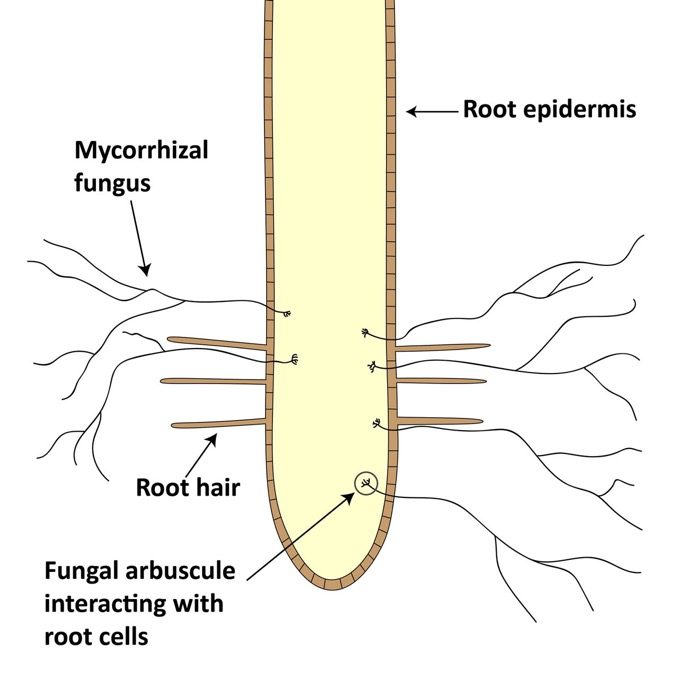 Root epidermis
Mycorrhizal
fungus
Root hair
Fungal arbuscule
interacting with
root cells